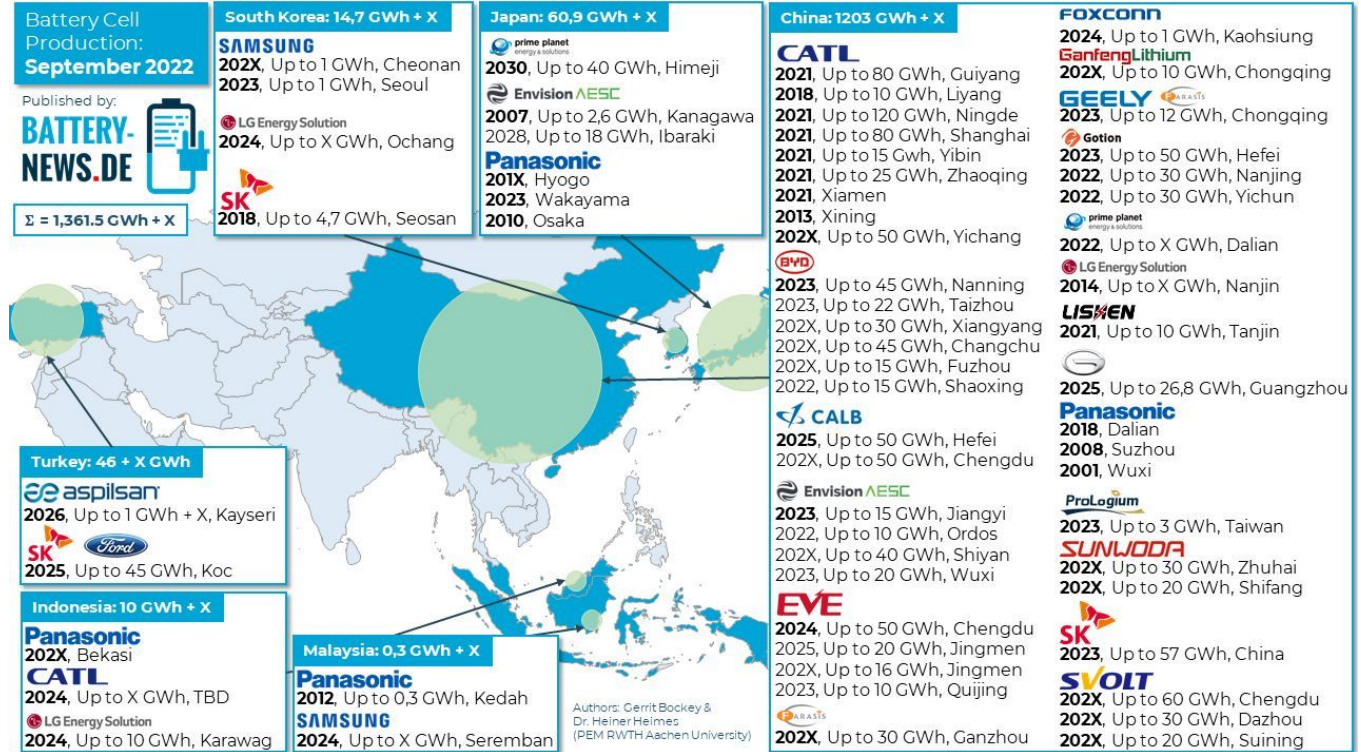 Battery Cell
Production:
September 2022
Published by:
BATTERY-
NEWS.DE
Σ = 1,361.5 GWh + X
South Korea: 14,7 GWh + X
SAMSUNG
202X, Up to 1 GWh, Cheonan
2023, Up to 1 GWh, Seoul
LG Energy Solution
2024, Up to X GWh, Ochang
SK
2018, Up to 4,7 GWh, Seosan
Japan: 60,9 GWh + X
prime planet
energy & solutions
2030, Up to 40 GWh, Himeji
Envision AESC
2007, Up to 2,6 GWh, Kanagawa
2028, Up to 18 GWh, Ibaraki
Panasonic
201X, Hyogo
2023, Wakayama
2010, Osaka
China: 1203 GWh + X
CATL
2021, Up to 80 GWh, Guiyang
2018, Up to 10 GWh, Liyang
2021, Up to 120 GWh, Ningde
2021, Up to 80 GWh, Shanghai
2021, Up to 15 Gwh, Yibin
2021, Up to 25 GWh, Zhaoqing
2021, Xiamen
2013, Xining
202X, Up to 50 GWh, Yichang
BYD
2023, Up to 45 GWh, Nanning
2023, Up to 22 GWh, Taizhou
202X, Up to 30 GWh, Xiangyang
202X, Up to 45 GWh, Changchu
202X, Up to 15 GWh, Fuzhou
2022, Up to 15 GWh, Shaoxing
CALB
2025, Up to 50 GWh, Hefei
202X, Up to 50 GWh, Chengdu
Envision AESC
2023, Up to 15 GWh, Jiangyi
2022, Up to 10 GWh, Ordos
202X, Up to 40 GWh, Shiyan
2023, Up to 20 GWh, Wuxi
EVE
2024, Up to 50 GWh, Chengdu
2025, Up to 20 GWh, Jingmen
202X, Up to 16 GWh, Jingmen
2023, Up to 10 GWh, Quijing
FARASIS
202X, Up to 30 GWh, Ganzhou
FOXCONN
2024, Up to 1 GWh, Kaohsiung
GanfengLithium
202X, Up to 10 GWh, Chongqing
GEELY FARASIS
2023, Up to 12 GWh, Chongqing
Gotion
2023, Up to 50 GWh, Hefei
2022, Up to 30 GWh, Nanjing
2022, Up to 30 GWh, Yichun
prime planet
energy & solutions
2022, Up to X GWh, Dalian
LG Energy Solution
2014, Up to X GWh, Nanjin
LISHEN
2021, Up to 10 GWh, Tanjin
2025, Up to 26,8 GWh, Guangzhou
Panasonic
2018, Dalian
2008, Suzhou
2001, Wuxi
ProLogium
2023, Up to 3 GWh, Taiwan
SUNWODA
202X, Up to 30 GWh, Zhuhai
202X, Up to 20 GWh, Shifang
SK
2023, Up to 57 GWh, China
SVOLT
202X, Up to 60 GWh, Chengdu
202X, Up to 30 GWh, Dazhou
202X, Up to 20 GWh, Suining
Turkey: 46 + X GWh
aspilsan
2026, Up to 1 GWh + X, Kayseri
SK Ford
2025, Up to 45 GWh, Koc
Indonesia: 10 GWh + X
Panasonic
202X, Bekasi
CATL
2024, Up to X GWh, TBD
LG Energy Solution
2024, Up to 10 GWh, Karawag
Malaysia: 0,3 GWh + X
Panasonic
2012, Up to 0,3 GWh, Kedah
SAMSUNG
2024, Up to X GWh, Seremban
Authors: Gerrit Bockey &
Dr. Heiner Heimes
(PEM RWTH Aachen University)